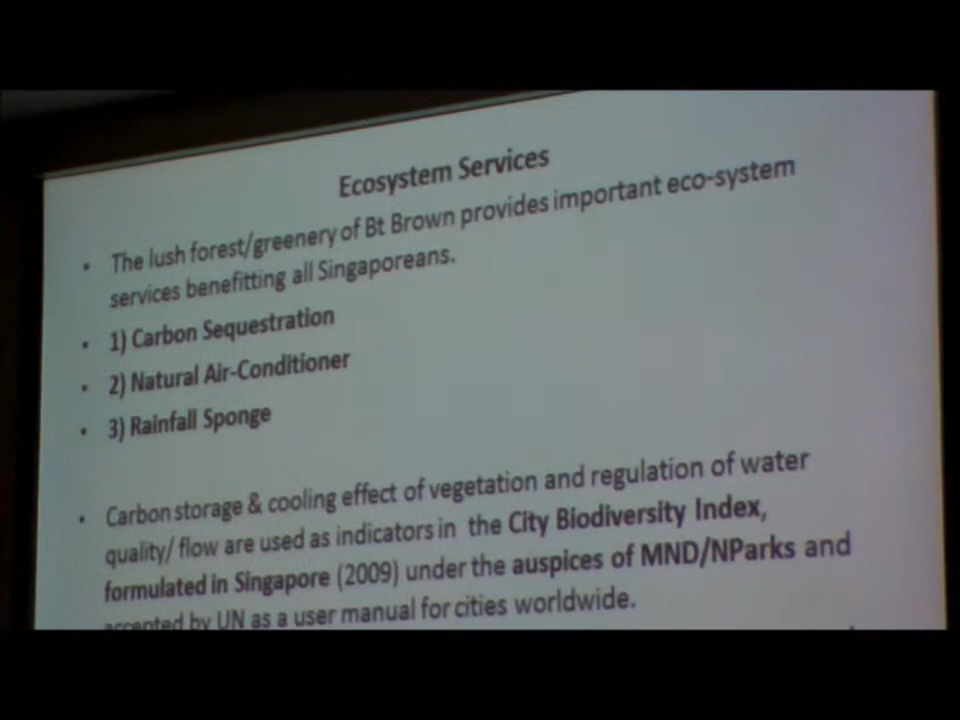 Ecosystem Services
• The lush forest/greenery of Bt Brown provides important eco-system
services benefitting all Singaporeans.
• 1) Carbon Sequestration
• 2) Natural Air-Conditioner
• 3) Rainfall Sponge
• Carbon storage & cooling effect of vegetation and regulation of water
quality/ flow are used as indicators in the City Biodiversity Index,
formulated in Singapore (2009) under the auspices of MND/NParks and
accepted by UN as a user manual for cities worldwide.